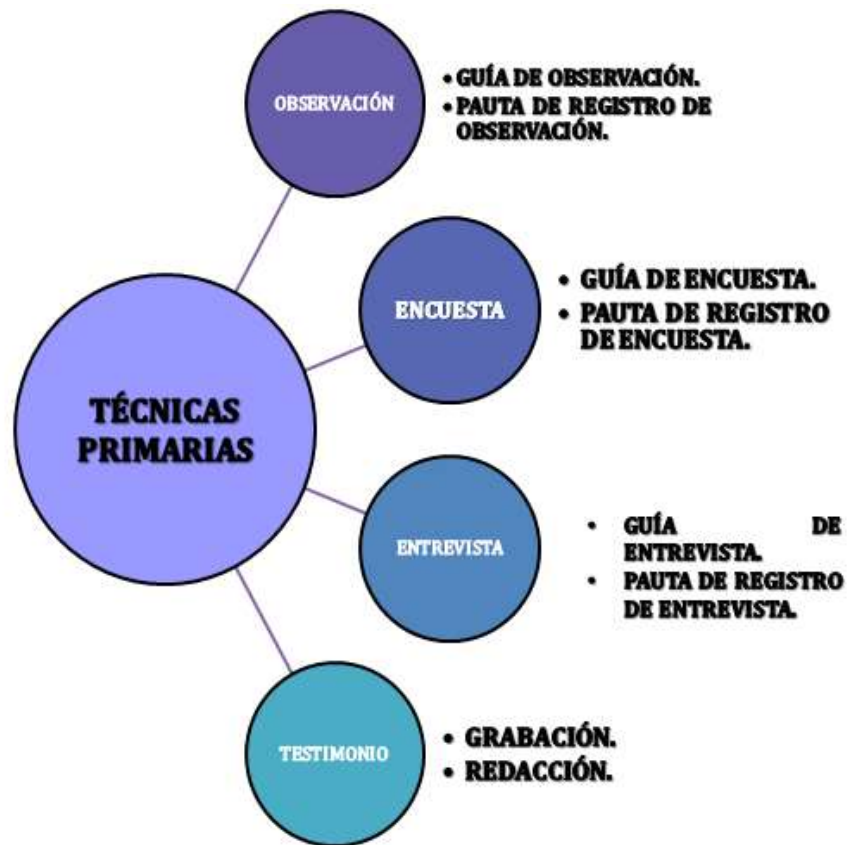 OBSERVACIÓN
• GUÍA DE OBSERVACIÓN.
• PAUTA DE REGISTRO DE
OBSERVACIÓN.
ENCUESTA
• GUÍA DE ENCUESTA.
• PAUTA DE REGISTRO
DE ENCUESTA.
TÉCNICAS
PRIMARIAS
ENTREVISTA
• GUÍA DE
ENTREVISTA.
• PAUTA DE REGISTRO
DE ENTREVISTA.
TESTIMONIO
• GRABACIÓN.
• REDACCIÓN.